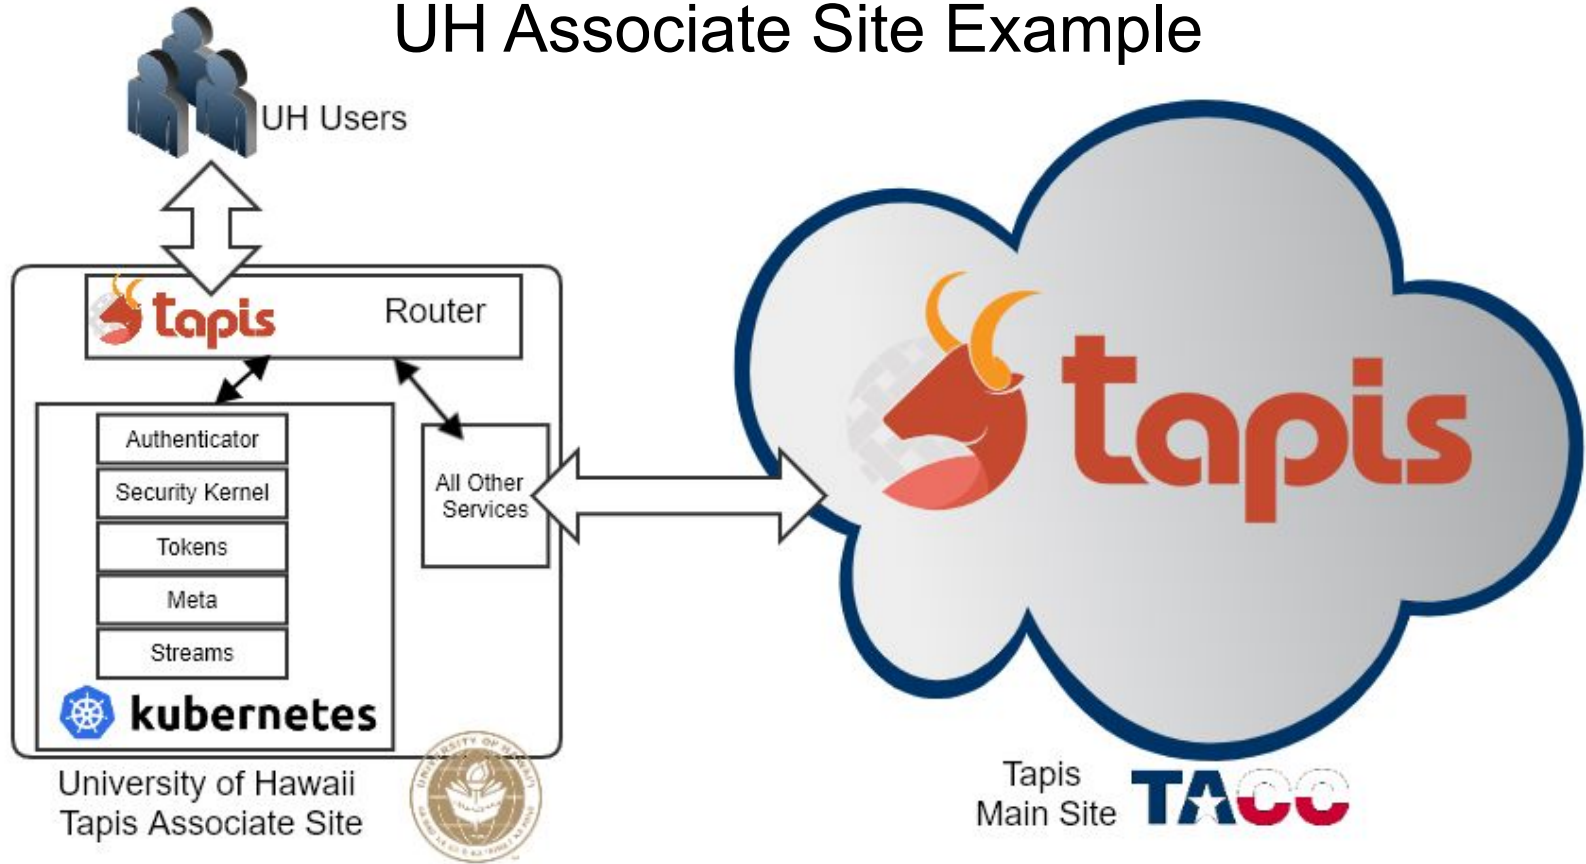 UH Associate Site Example
UH Users
tapis
Router
Authenticator
Security Kernel
Tokens
Meta
Streams
kubernetes
All Other
Services
University of Hawaii
Tapis Associate Site
tapis
Tapis
Main Site
TACC